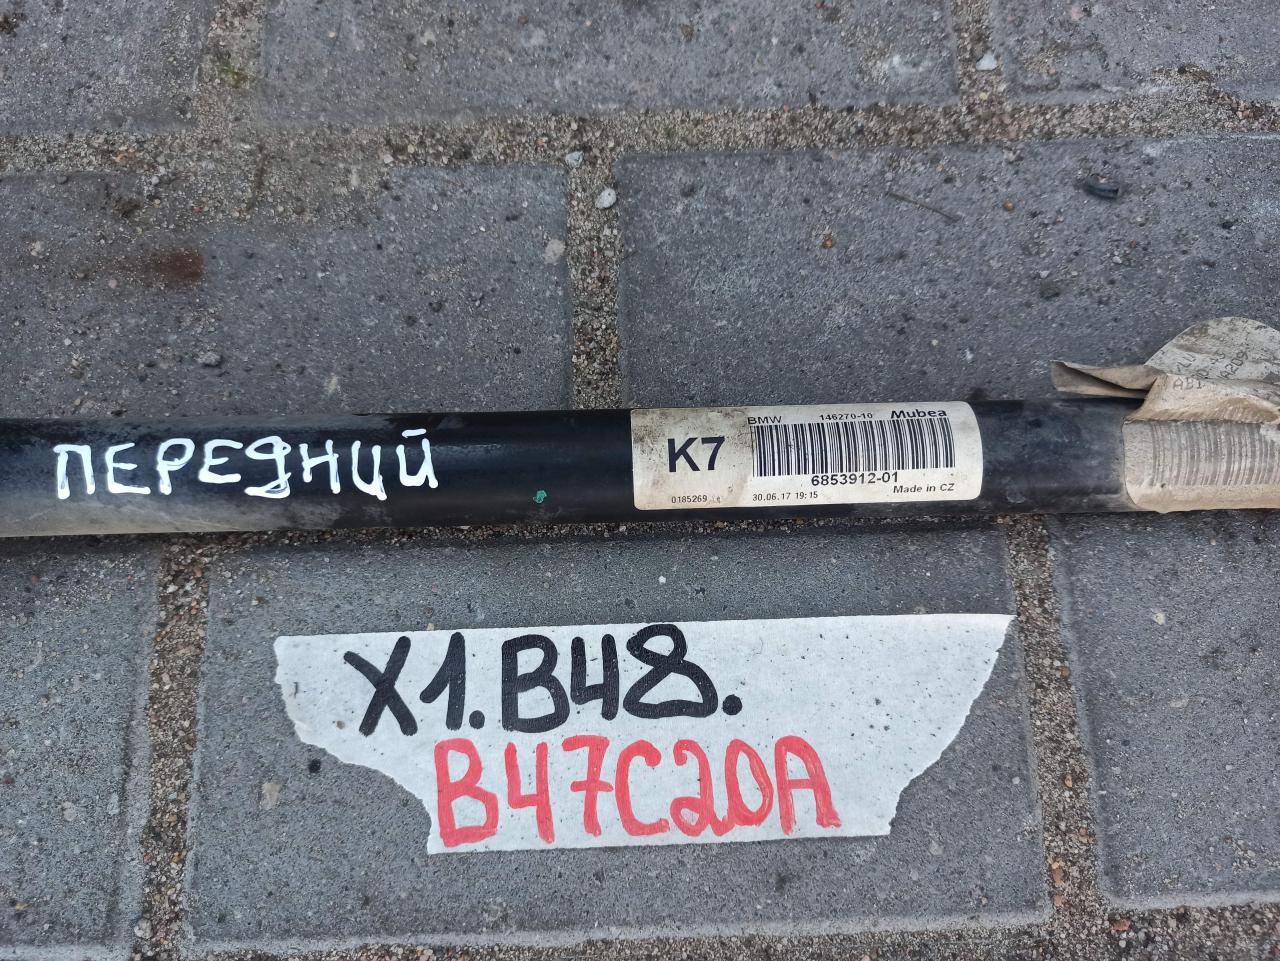 ПЕРЕДНИЙ
K7
BMW 146270-10 Mubea
6853912-01
Made in CZ
0185269 30.06.17 19:15
X1.B48.
B47C20A